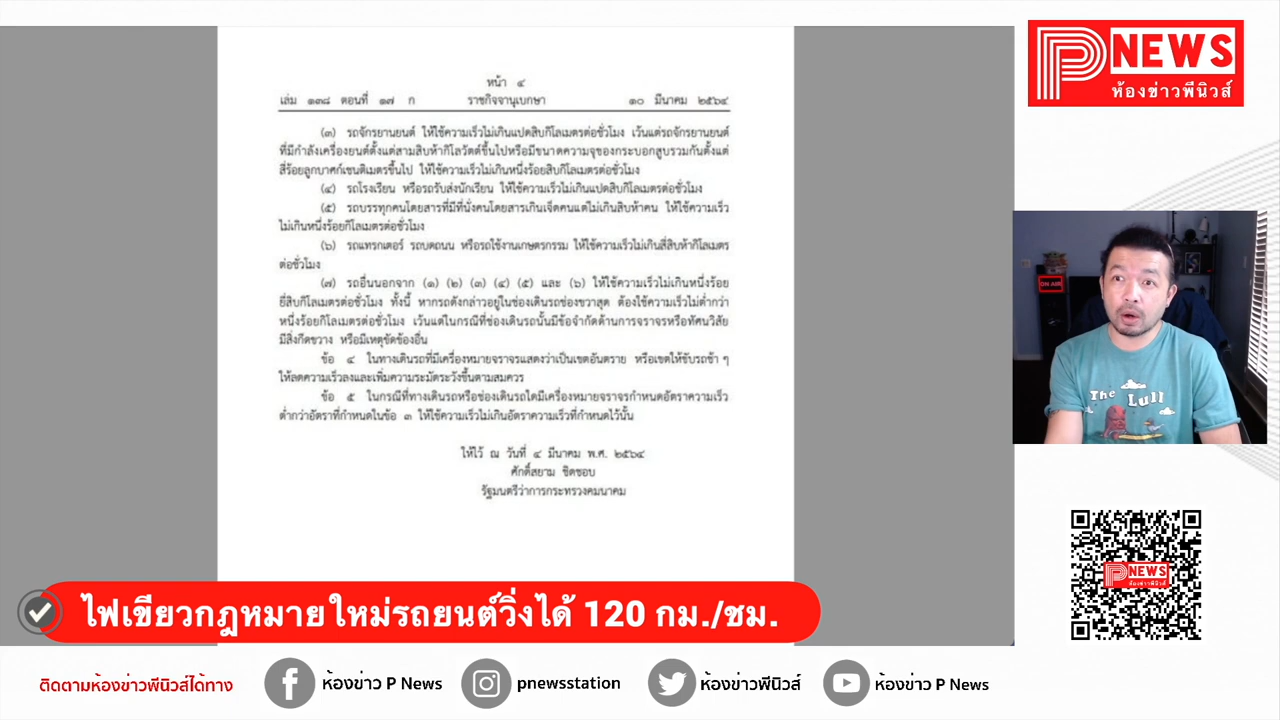 หน้า ๔
เล่ม ๑๓๘ ตอนที่ ๑๗ ก ราชกิจจานุเบกษา ๑๐ มีนาคม ๒๕๖๔
(๓) รถจักรยานยนต์ ให้ใช้ความเร็วไม่เกินแปดสิบกิโลเมตรต่อชั่วโมง เว้นแต่รถจักรยานยนต์
ที่มีกำลังเครื่องยนต์ตั้งแต่สามสิบห้ากิโลวัตต์ขึ้นไปหรือมีขนาดความจุของกระบอกสูบรวมกันตั้งแต่
สี่ร้อยลูกบาศก์เซนติเมตรขึ้นไป ให้ใช้ความเร็วไม่เกินหนึ่งร้อยสิบกิโลเมตรต่อชั่วโมง
(๔) รถโรงเรียน หรือรถรับส่งนักเรียน ให้ใช้ความเร็วไม่เกินแปดสิบกิโลเมตรต่อชั่วโมง
(๕) รถบรรทุกคนโดยสารที่มีที่นั่งคนโดยสารเกินเจ็ดคนแต่ไม่เกินสิบห้าคน ให้ใช้ความเร็ว
ไม่เกินหนึ่งร้อยกิโลเมตรต่อชั่วโมง
(๖) รถแทรกเตอร์ รถบดถนน หรือรถใช้งานเกษตรกรรม ให้ใช้ความเร็วไม่เกินสี่สิบห้ากิโลเมตร
ต่อชั่วโมง
(๗) รถอื่นนอกจาก (๑) (๒) (๓) (๔) (๕) และ (๖) ให้ใช้ความเร็วไม่เกินหนึ่งร้อย
ยี่สิบกิโลเมตรต่อชั่วโมง ทั้งนี้ หากรถดังกล่าวอยู่ในช่องเดินรถช่องขวาสุด ต้องใช้ความเร็วไม่ต่ำกว่า
หนึ่งร้อยกิโลเมตรต่อชั่วโมง เว้นแต่ในกรณีที่ช่องเดินรถนั้นมีข้อจำกัดด้านการจราจรหรือทัศนวิสัย
มีสิ่งกีดขวาง หรือมีเหตุขัดข้องอื่น
ข้อ ๔ ในทางเดินรถที่มีเครื่องหมายจราจรแสดงว่าเป็นเขตอันตราย หรือเขตให้ขับรถช้า ๆ
ให้ลดความเร็วลงและเพิ่มความระมัดระวังขึ้นตามสมควร
ข้อ ๕ ในกรณีที่ทางเดินรถหรือช่องเดินรถใดมีเครื่องหมายจราจรกำหนดอัตราความเร็ว
ต่ำกว่าอัตราที่กำหนดในข้อ ๓ ให้ใช้ความเร็วไม่เกินอัตราความเร็วที่กำหนดไว้นั้น
ให้ไว้ ณ วันที่ ๔ มีนาคม พ.ศ. ๒๕๖๔
ศักดิ์สยาม ชิดชอบ
รัฐมนตรีว่าการกระทรวงคมนาคม
P NEWS
ห้องข่าวพีนิวส์
ON AIR
The Lull
P NEWS
ห้องข่าวพีนิวส์
ไฟเขียวกฎหมายใหม่รถยนต์วิ่งได้ 120 กม./ชม.
ติดตามห้องข่าวพีนิวส์ได้ทาง ห้องข่าว P News pnewsstation ห้องข่าวพีนิวส์ ห้องข่าว P News